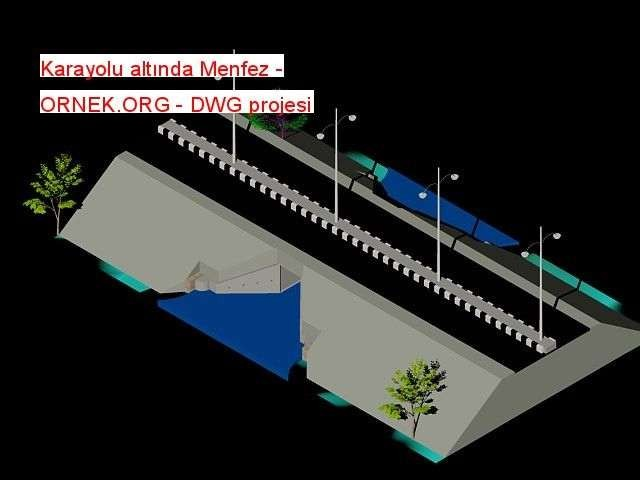 Karayolu altında Menfez -
ORNEK.ORG - DWG projesi